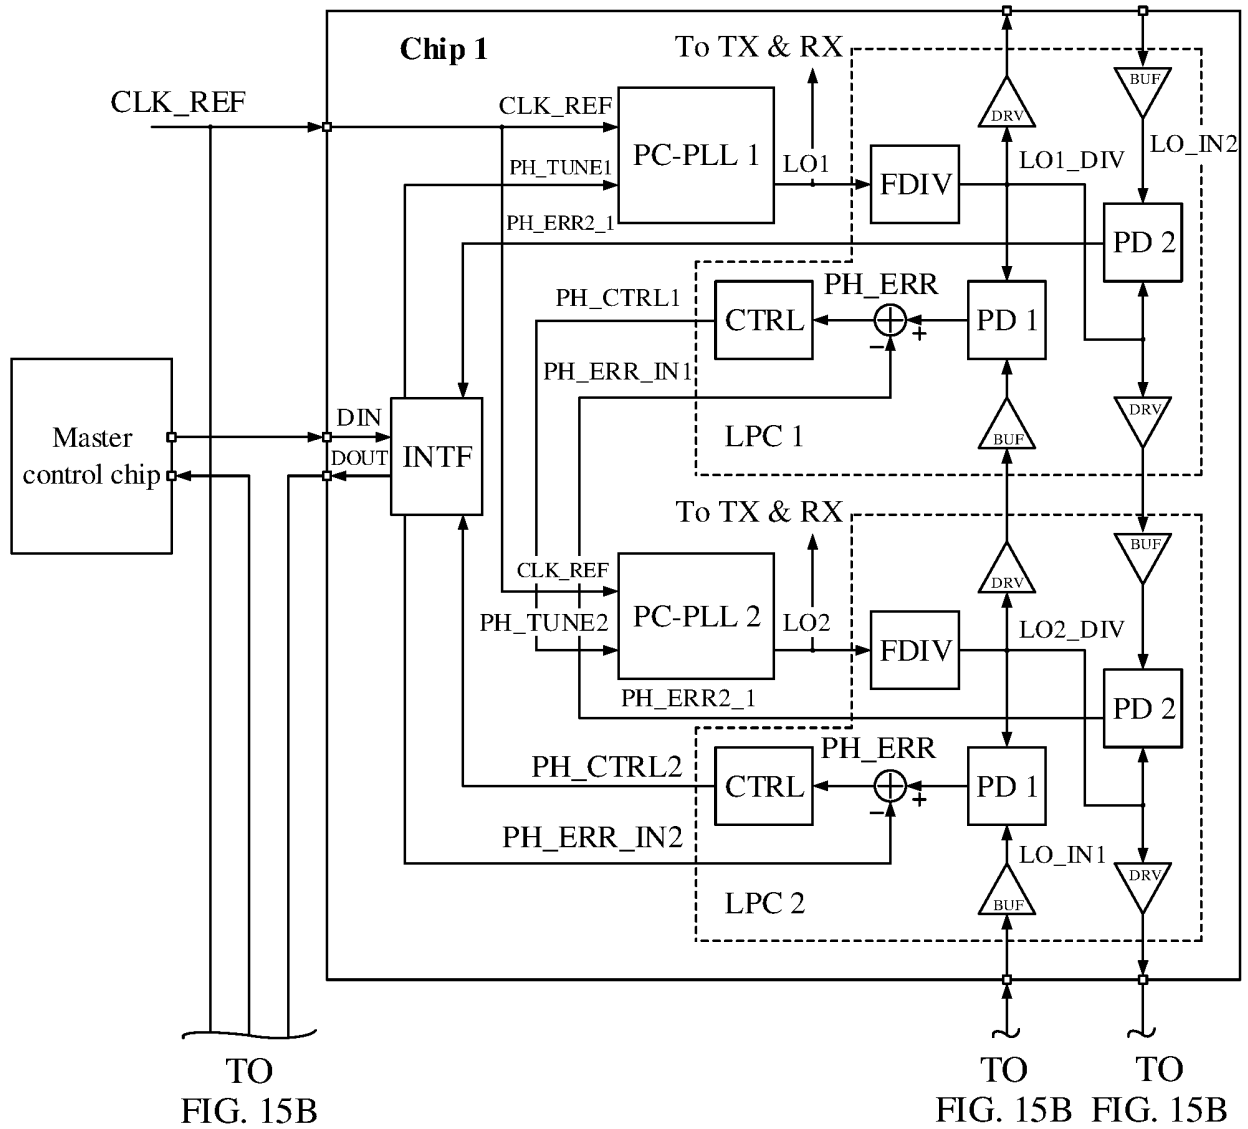 Chip 1
To TX & RX
CLK_REF
CLK_REF
PH_TUNE1
PC-PLL 1
LO1
FDIV
DRV
LO1_DIV
BUF
LO_IN2
PD 2
PH_ERR2_1
PH_CTRL1
CTRL
PH_ERR
+
−
PD 1
PH_ERR_IN1
LPC 1
BUF
DRV
Master
control chip
DIN
DOUT
INTF
To TX & RX
CLK_REF
PH_TUNE2
PC-PLL 2
LO2
FDIV
DRV
LO2_DIV
BUF
PD 2
PH_ERR2_1
PH_CTRL2
CTRL
PH_ERR
+
−
PD 1
PH_ERR_IN2
LO_IN1
LPC 2
BUF
DRV
TO
FIG. 15B
TO
FIG. 15B
TO
FIG. 15B